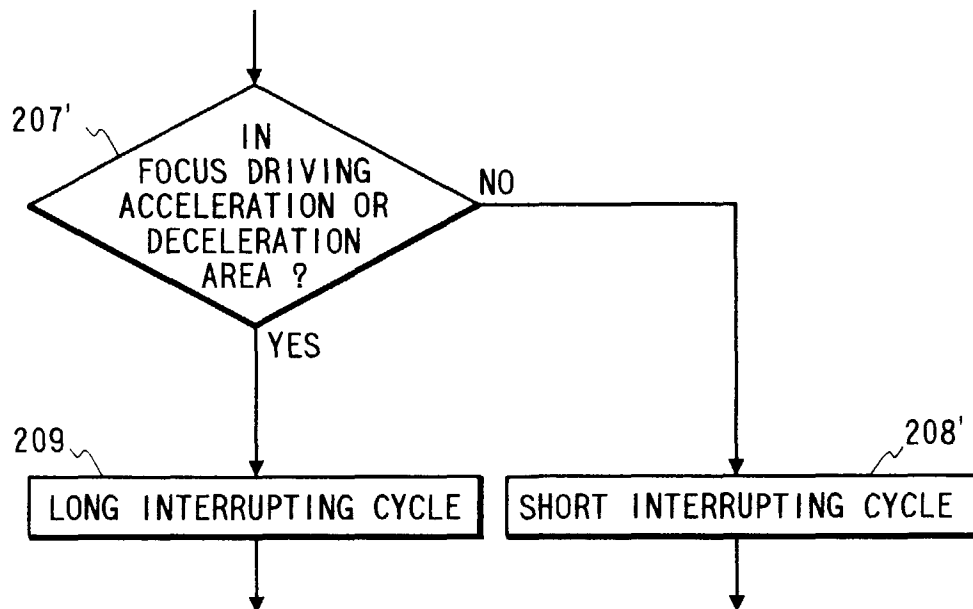 207'
IN
FOCUS DRIVING
ACCELERATION OR
DECELERATION
AREA ?
NO
YES
209
208'
LONG INTERRUPTING CYCLE
SHORT INTERRUPTING CYCLE